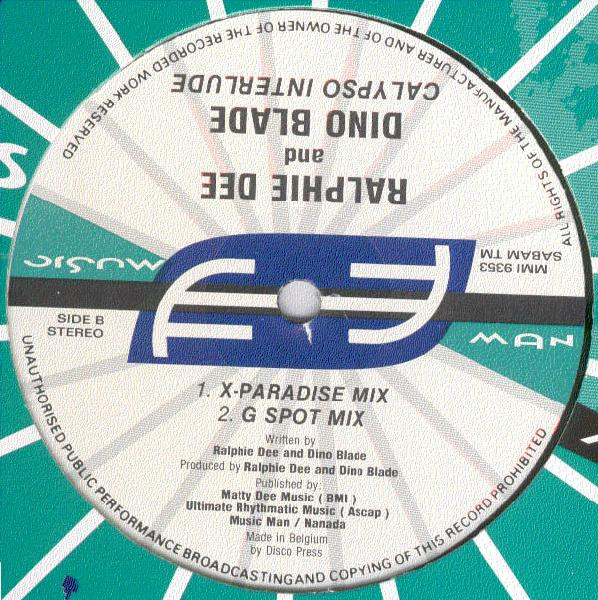 ALL RIGHTS OF THE MANUFACTURER AND OF THE OWNER OF THE RECORDED WORK RESERVED
RALPHIE DEE
and
DINO BLADE
CALYPSO INTERLUDE
MUSIC
MAN
MMI 9353
SABAM TM
SIDE B
STEREO
1. X-PARADISE MIX
2. G SPOT MIX
Written by
Ralphie Dee and Dino Blade
Produced by Ralphie Dee and Dino Blade
Published by:
Matty Dee Music ( BMI )
Ultimate Rhythmatic Music ( Ascap )
Music Man / Nanada
Made in Belgium
by Disco Press
UNAUTHORISED PUBLIC PERFORMANCE BROADCASTING AND COPYING OF THIS RECORD PROHIBITED
S